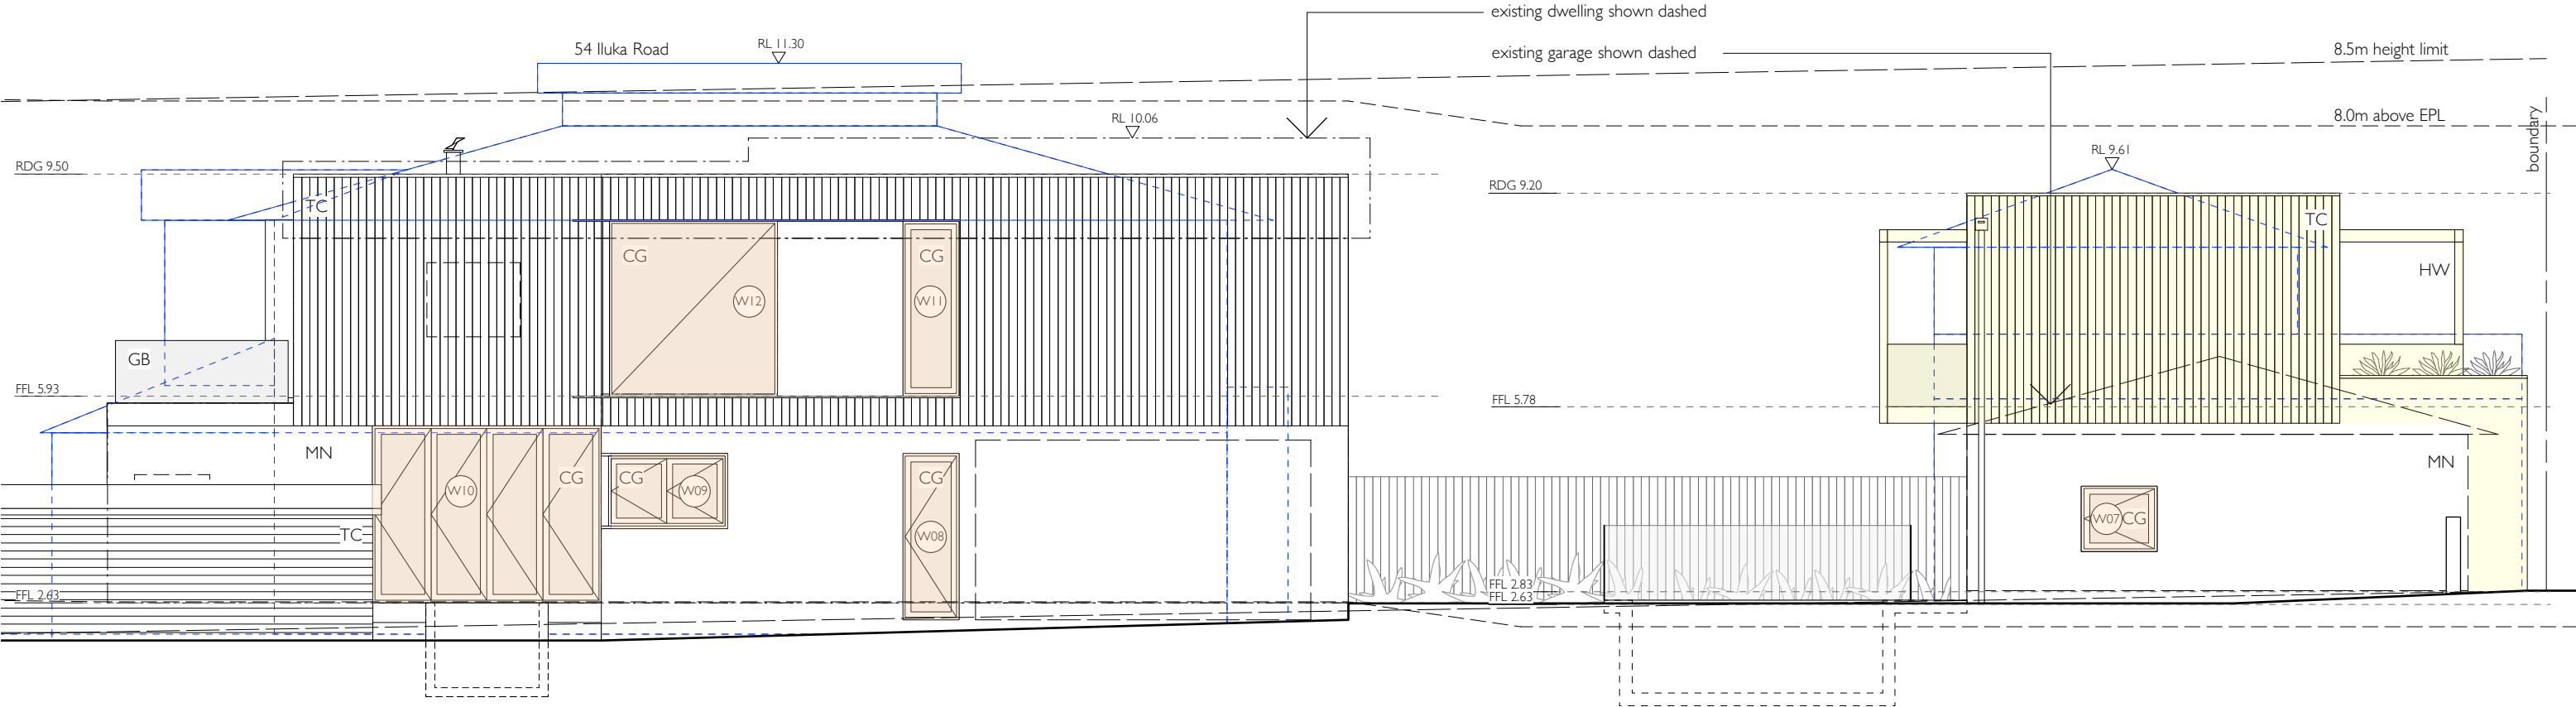 existing dwelling shown dashed
54 Iluka Road
RL 11.30
existing garage shown dashed
8.5m height limit
RL 10.06
8.0m above EPL
boundary
RL 9.61
RDG 9.50
RDG 9.20
TC
TC
CG
CG
HW
W12
W11
GB
FFL 5.93
FFL 5.78
MN
MN
CG
CG
CG
W10
W09
W07
CG
TC
W08
FFL 2.83
FFL 2.63
FFL 2.63